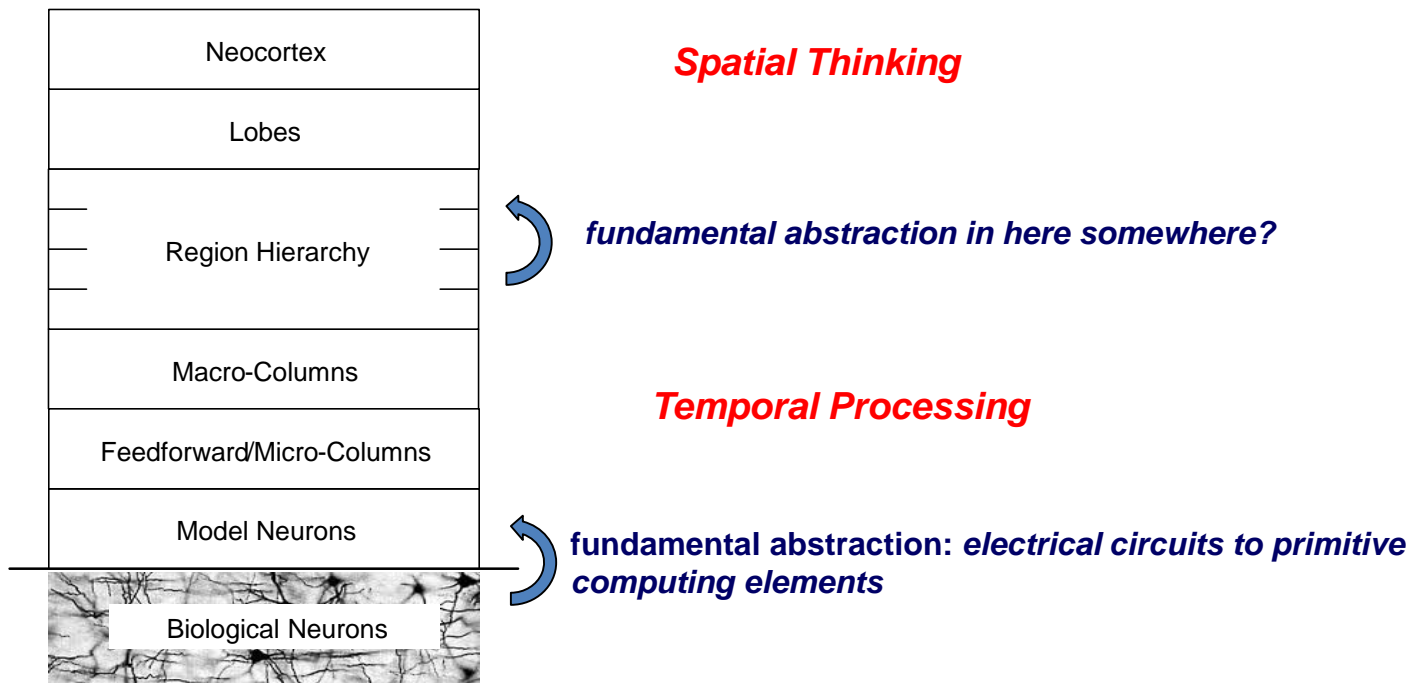 Neocortex
Spatial Thinking
Lobes
Region Hierarchy
fundamental abstraction in here somewhere?
Macro-Columns
Temporal Processing
Feedforward/Micro-Columns
Model Neurons
fundamental abstraction: electrical circuits to primitive
computing elements
Biological Neurons